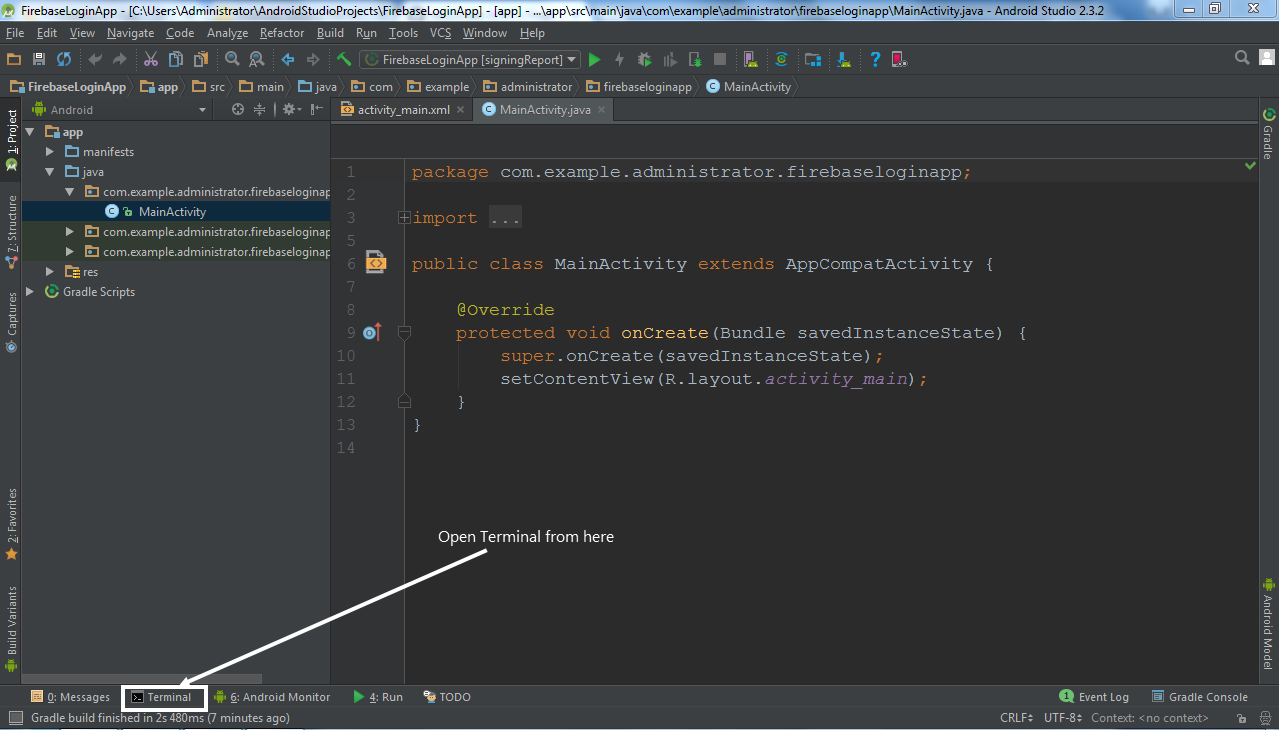 FirebaseLoginApp - [C:\Users\Administrator\AndroidStudioProjects\FirebaseLoginApp] - [app] - ...\app\src\main\java\com\example\administrator\firebaseloginapp\MainActivity.java - Android Studio 2.3.2
File Edit View Navigate Code Analyze Refactor Build Run Tools VCS Window Help
FirebaseLoginApp [signingReport]
FirebaseLoginApp app src main java com example administrator firebaseloginapp MainActivity
Android
activity_main.xml MainActivity.java
1: Project
7: Structure
Captures
2: Favorites
Build Variants
app
manifests
java
com.example.administrator.firebaseloginap
MainActivity
com.example.administrator.firebaseloginap
com.example.administrator.firebaseloginap
res
Gradle Scripts
1 package com.example.administrator.firebaseloginapp;
2
3 import ...
5
6 public class MainActivity extends AppCompatActivity {
7
8 @Override
9 protected void onCreate(Bundle savedInstanceState) {
10 super.onCreate(savedInstanceState);
11 setContentView(R.layout.activity_main);
12 }
13 }
14
Open Terminal from here
Gradle
Android Model
0: Messages Terminal 6: Android Monitor 4: Run TODO 1 Event Log Gradle Console
Gradle build finished in 2s 480ms (7 minutes ago) CRLF UTF-8 Context: <no context>